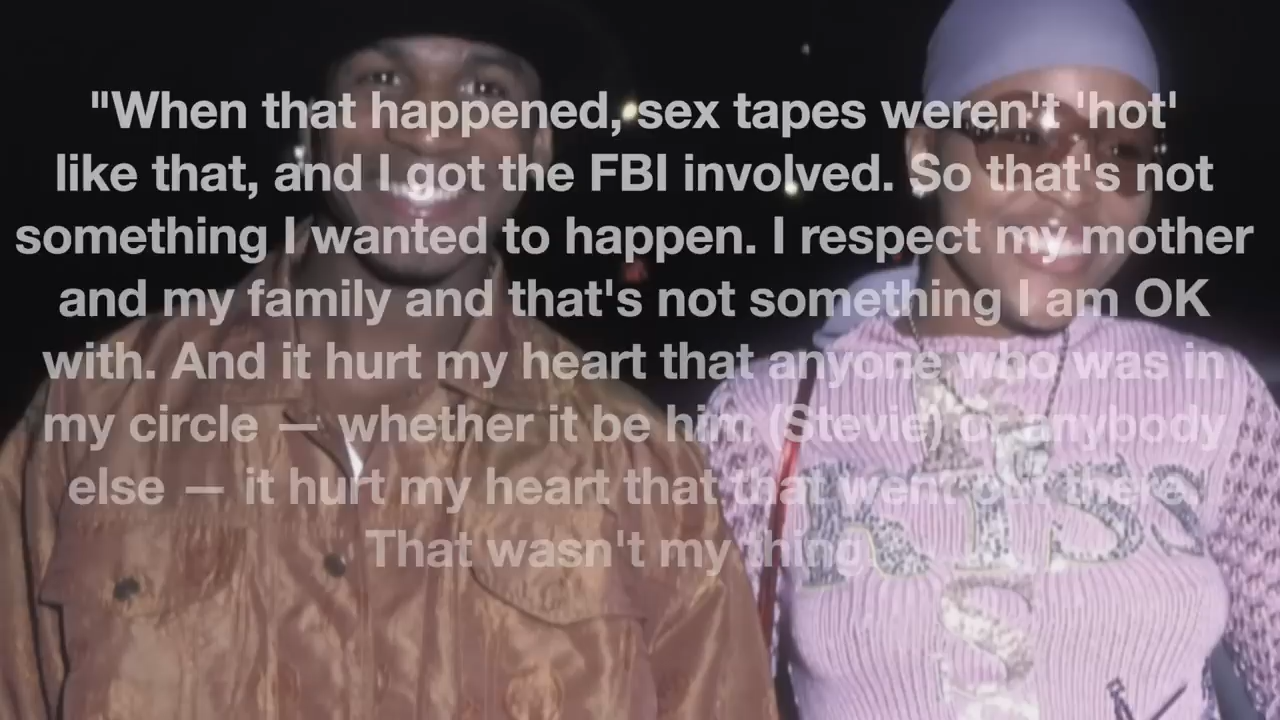 "When that happened, sex tapes weren't 'hot'
like that, and I got the FBI involved. So that's not
something I wanted to happen. I respect my mother
and my family and that's not something I am OK
with. And it hurt my heart that anyone who was in
my circle — whether it be him (Stevie) or anybody
else — it hurt my heart that that went out there.
That wasn't my thing
KISS